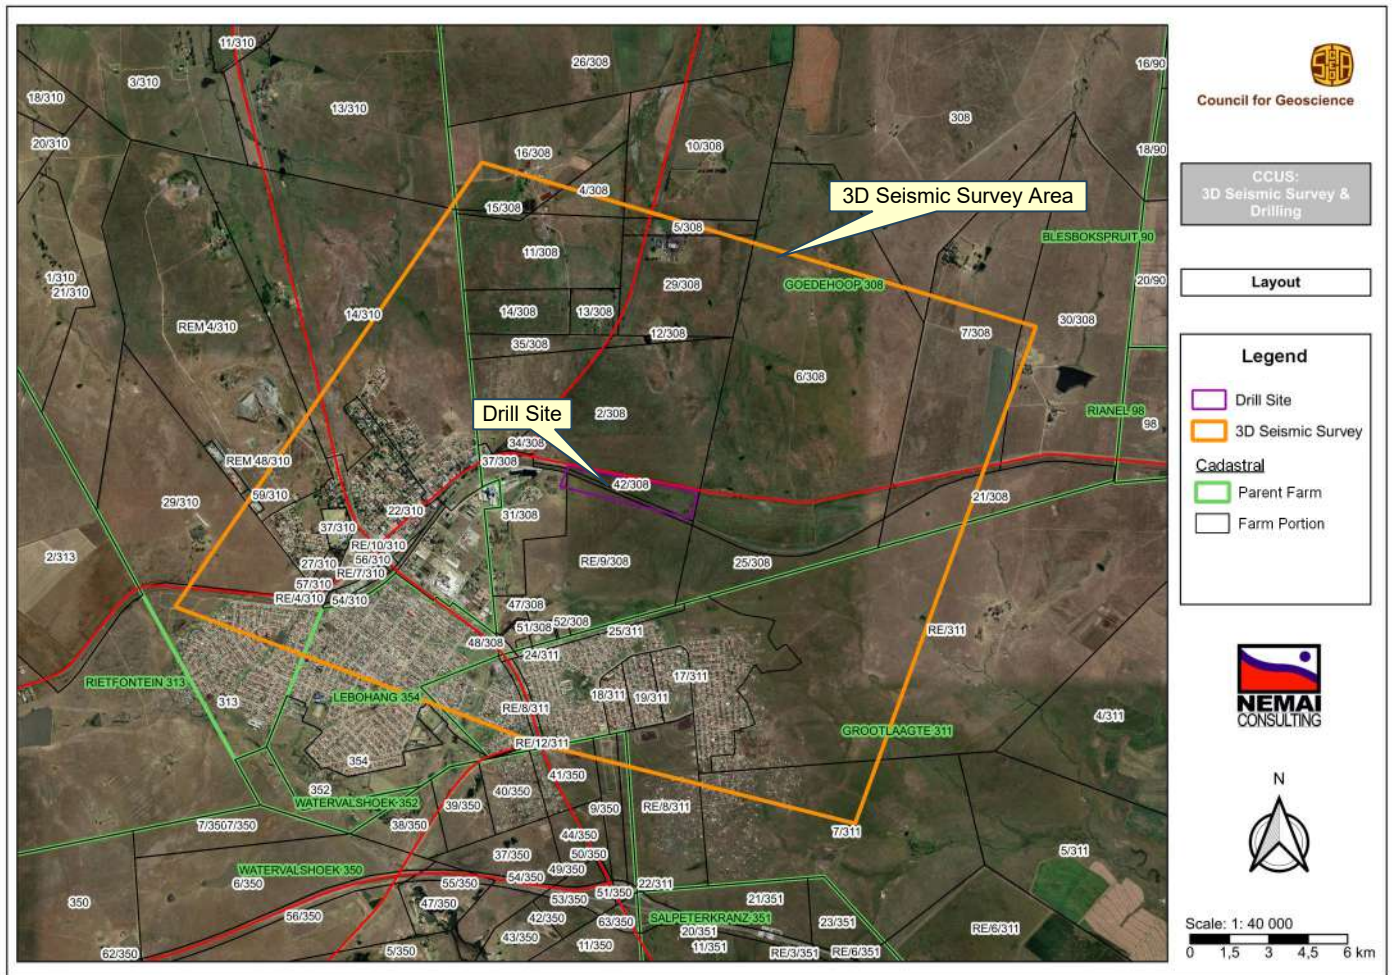 11/310
26/308
16/90
3/310
18/310
13/310
308
20/310
10/308
18/90
16/308
4/308
15/308
3D Seismic Survey Area
5/308
BLESBOKSPRUIT 90
11/308
1/310
21/310
29/308
GOEDEHOOP 308
20/90
14/310
14/308
13/308
REM 4/310
12/308
7/308
30/308
35/308
6/308
Drill Site
2/308
RIANEL 98
98
34/308
37/308
REM 48/310
42/308
59/310
21/308
29/310
22/310
31/308
37/310
RE/10/310
2/313
56/310
27/310
RE/7/310
RE/9/308
25/308
57/310
RE/4/310
54/310
47/308
52/308
51/308
25/311
RE/311
48/308
24/311
RIETFONTEIN 313
17/311
LEBOHANG 354
18/311
19/311
313
RE/8/311
4/311
GROOTLAAGTE 311
RE/12/311
354
41/350
352
40/350
WATERVALSHOEK 352
39/350
9/350
RE/8/311
7/3507/350
38/350
7/311
44/350
5/311
37/350
50/350
49/350
WATERVALSHOEK 350
54/350
6/350
55/350
22/311
51/350
350
47/350
53/350
21/351
56/350
42/350
63/350
SALPETERKRANZ 351
23/351
20/351
RE/6/311
43/350
11/350
11/351
62/350
5/350
RE/3/351
RE/6/351
Council for Geoscience
CCUS:
3D Seismic Survey &
Drilling
Layout
Legend
Drill Site
3D Seismic Survey
Cadastral
Parent Farm
Farm Portion
NEMAI
CONSULTING
N
Scale: 1: 40 000
0 1,5 3 4,5 6 km